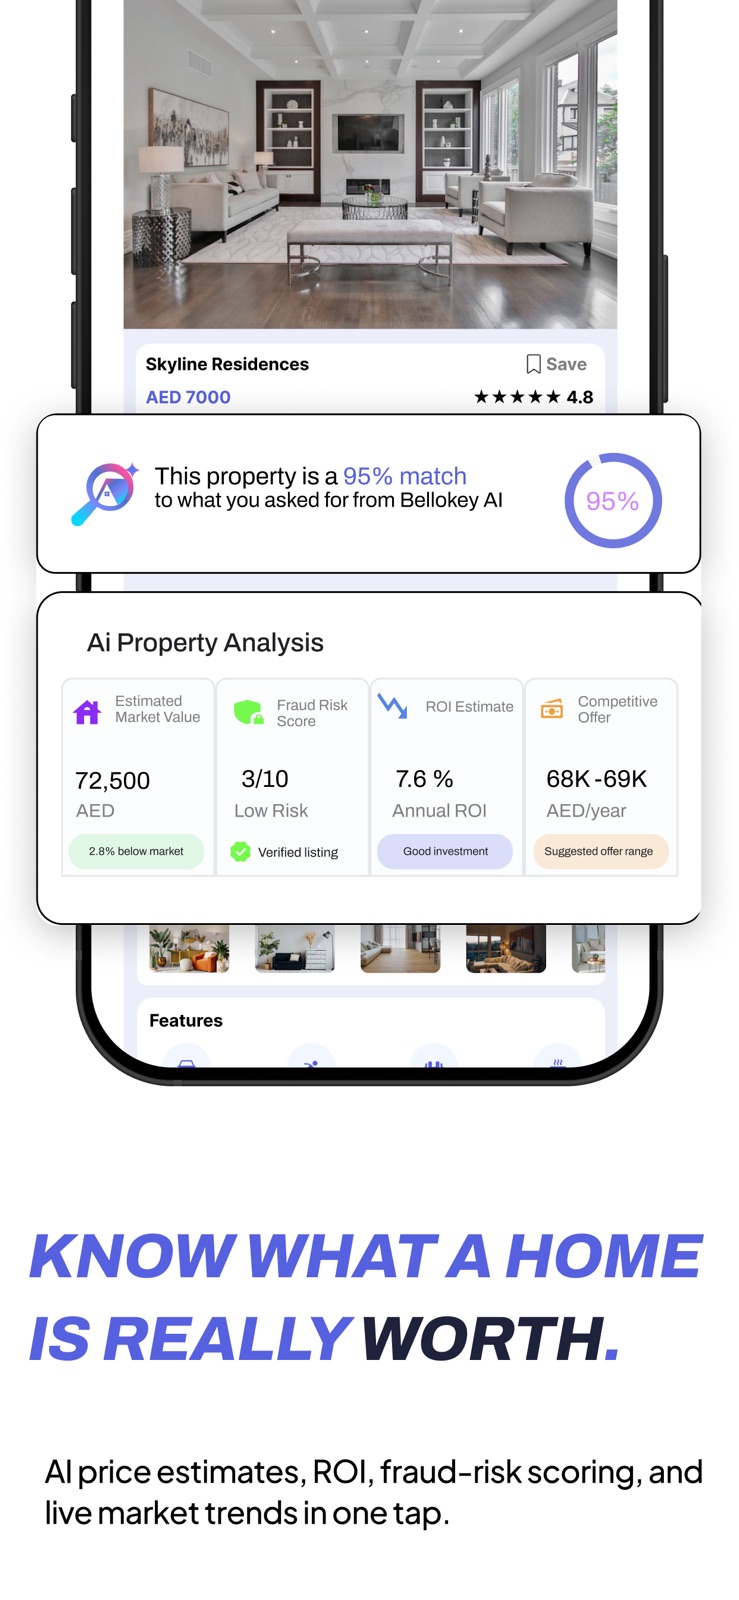 Skyline Residences
Save
AED 7000
★★★★★ 4.8
This property is a 95% match
to what you asked for from Bellokey AI
95%
Ai Property Analysis
Estimated
Market Value
72,500
AED
2.8% below market
Fraud Risk
Score
3/10
Low Risk
Verified listing
ROI Estimate
7.6 %
Annual ROI
Good investment
Competitive
Offer
68K-69K
AED/year
Suggested offer range
Features
KNOW WHAT A HOME
IS REALLY WORTH.
AI price estimates, ROI, fraud-risk scoring, and
live market trends in one tap.